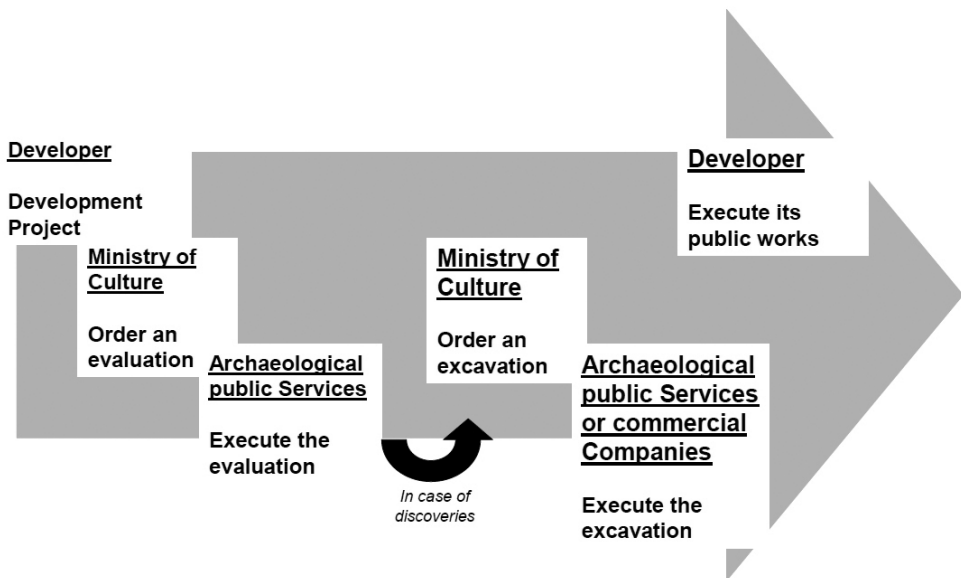 Developer
Development
Project
Ministry of
Culture
Order an
evaluation
Archaeological
public Services
Execute the
evaluation
In case of
discoveries
Ministry of
Culture
Order an
excavation
Archaeological
public Services
or commercial
Companies
Execute the
excavation
Developer
Execute its
public works